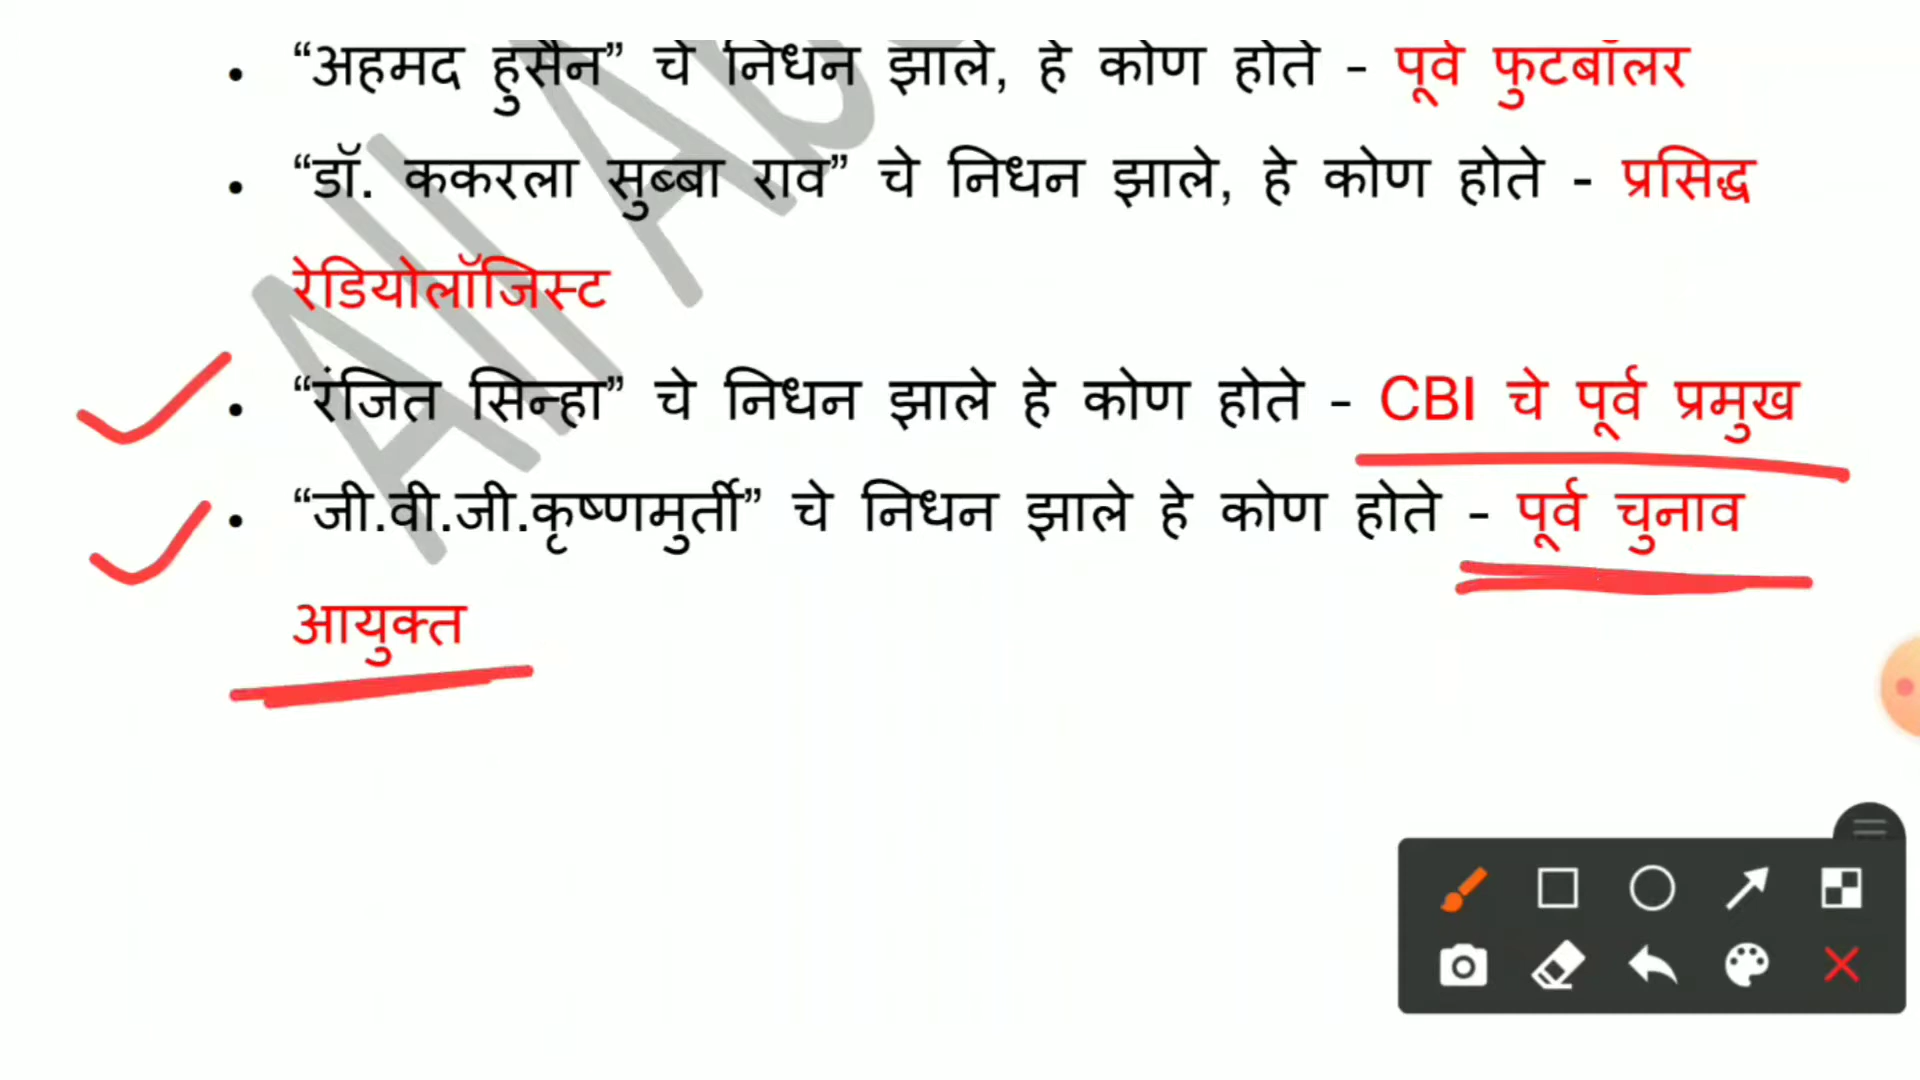 • “अहमद हुसैन” चे निधन झाले, हे कोण होते – पूर्व फुटबॉलर
• “डॉ. ककरला सुब्बा राव” चे निधन झाले, हे कोण होते - प्रसिद्ध
रेडियोलॉजिस्ट
• “रंजित सिन्हा” चे निधन झाले हे कोण होते – CBI चे पूर्व प्रमुख
• “जी.वी.जी.कृष्णमुर्ती” चे निधन झाले हे कोण होते – पूर्व चुनाव
आयुक्त